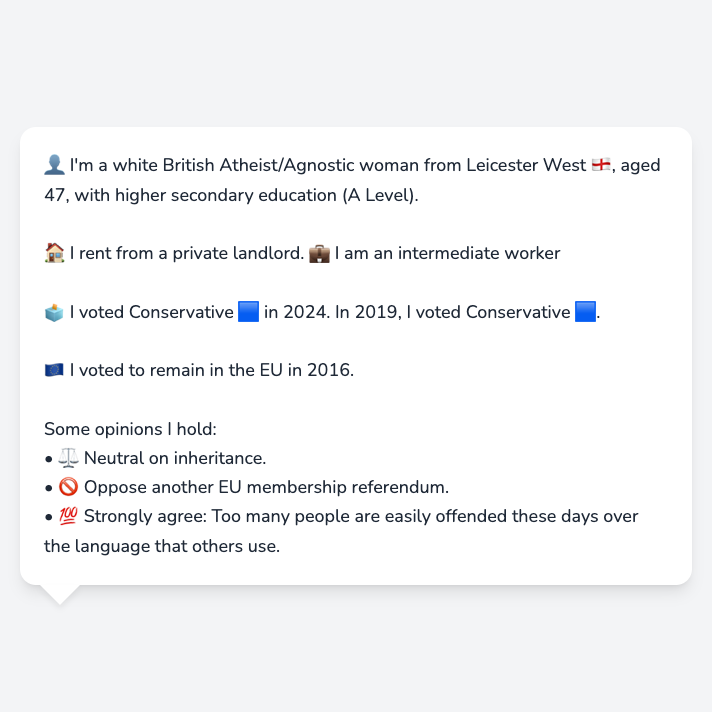 👤 I'm a white British Atheist/Agnostic woman from Leicester West 🏴󠁧󠁢󠁥󠁮󠁧󠁿, aged
47, with higher secondary education (A Level).
🏠 I rent from a private landlord. 💼 I am an intermediate worker
🗳️ I voted Conservative 🟦 in 2024. In 2019, I voted Conservative 🟦.
🇪🇺 I voted to remain in the EU in 2016.
Some opinions I hold:
• ⚖️ Neutral on inheritance.
• 🚫 Oppose another EU membership referendum.
• 💯 Strongly agree: Too many people are easily offended these days over
the language that others use.